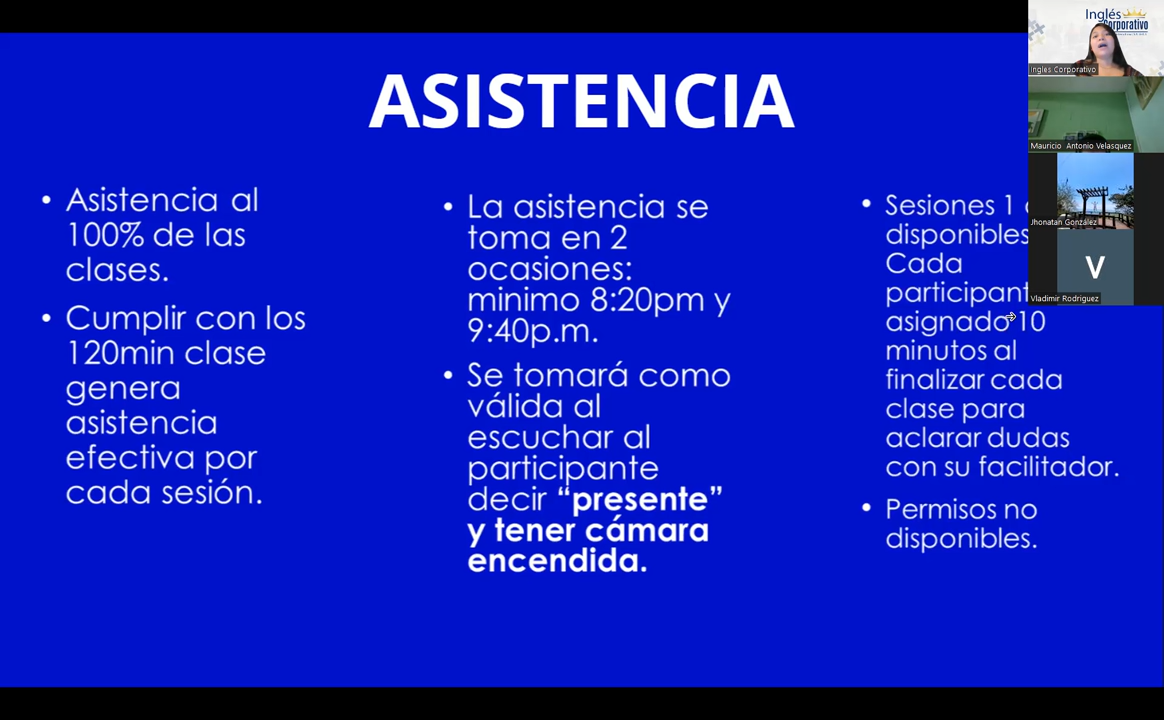 ASISTENCIA
• Asistencia al
100% de las
clases.
• Cumplir con los
120min clase
genera
asistencia
efectiva por
cada sesión.
• La asistencia se
toma en 2
ocasiones:
minimo 8:20pm y
9:40p.m.
• Se tomará como
válida al
escuchar al
participante
decir “presente”
y tener cámara
encendida.
• Sesiones 1
disponibles
Cada
asignado 10
minutos al
finalizar cada
clase para
aclarar dudas
con su facilitador.
• Permisos no
disponibles.
Inglés
Corporativo
Ingles Corporativo
Mauricio Antonio Velasquez
Jhonatan González
V
Vladimir Rodriguez